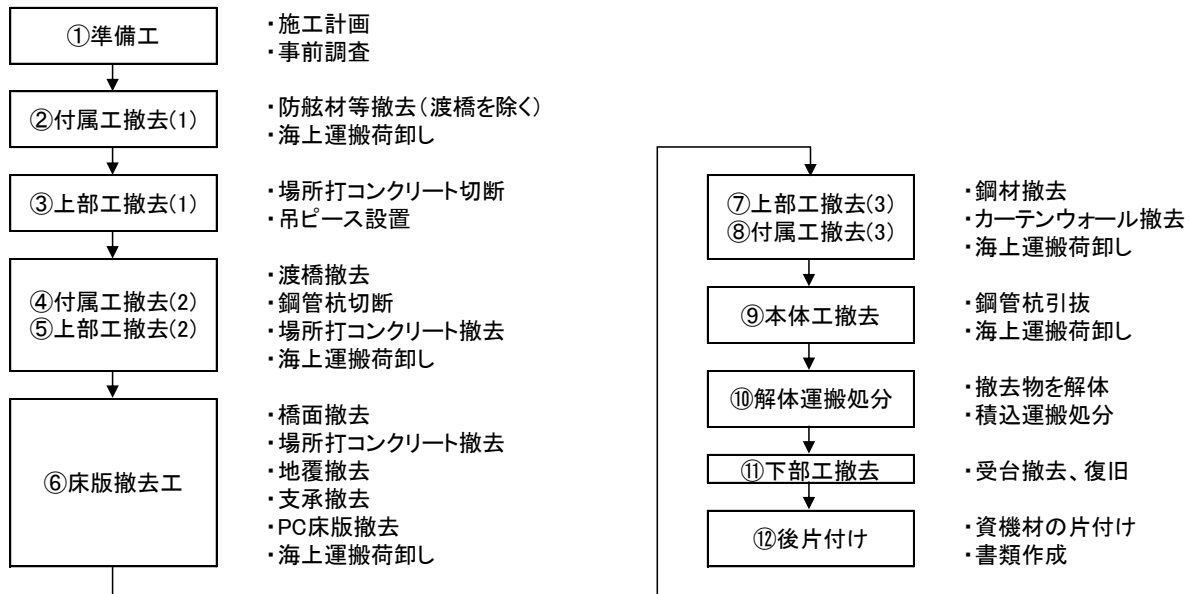 ①準備工
・施工計画
・事前調査
②付属工撤去(1)
・防舷材等撤去(渡橋を除く)
・海上運搬荷卸し
③上部工撤去(1)
・場所打コンクリート切断
・吊ピース設置
④付属工撤去(2)
⑤上部工撤去(2)
・渡橋撤去
・鋼管杭切断
・場所打コンクリート撤去
・海上運搬荷卸し
⑥床版撤去工
・橋面撤去
・場所打コンクリート撤去
・地覆撤去
・支承撤去
・PC床版撤去
・海上運搬荷卸し
⑦上部工撤去(3)
⑧付属工撤去(3)
・鋼材撤去
・カーテンウォール撤去
・海上運搬荷卸し
⑨本体工撤去
・鋼管杭引抜
・海上運搬荷卸し
⑩解体運搬処分
・撤去物を解体
・積込運搬処分
⑪下部工撤去
・受台撤去、復旧
⑫後片付け
・資機材の片付け
・書類作成